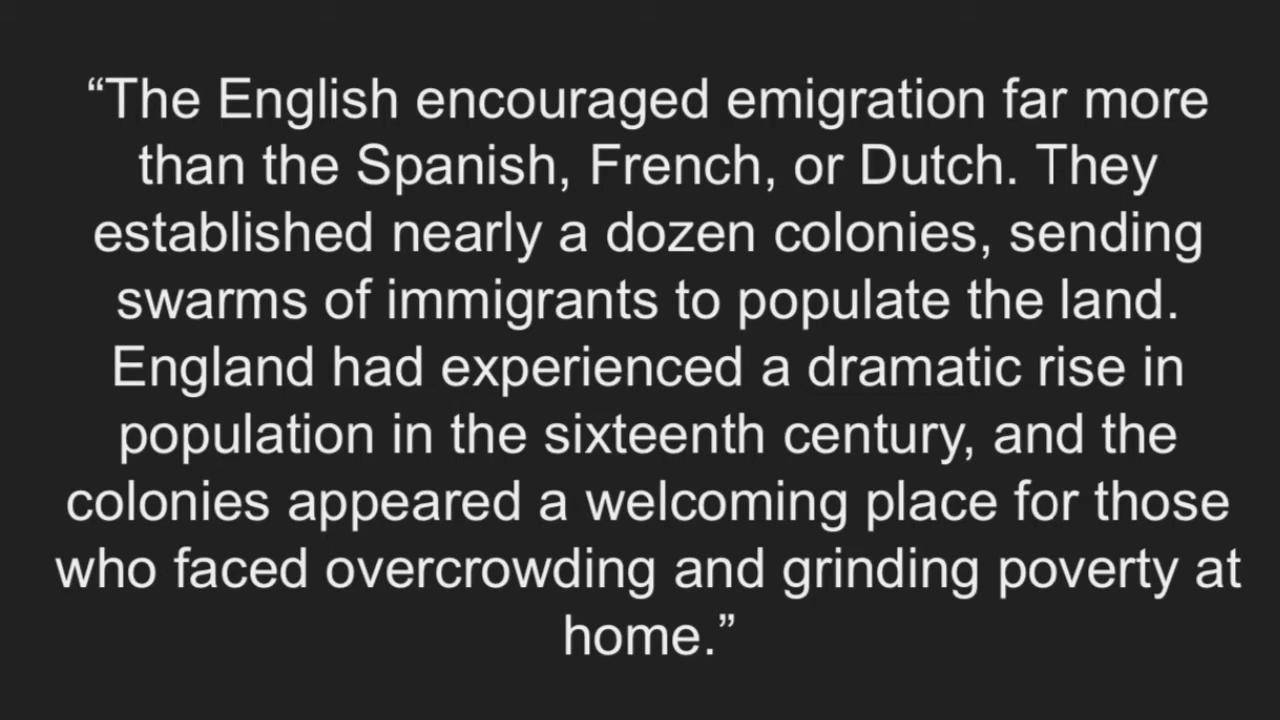 “The English encouraged emigration far more
than the Spanish, French, or Dutch. They
established nearly a dozen colonies, sending
swarms of immigrants to populate the land.
England had experienced a dramatic rise in
population in the sixteenth century, and the
colonies appeared a welcoming place for those
who faced overcrowding and grinding poverty at
home.”